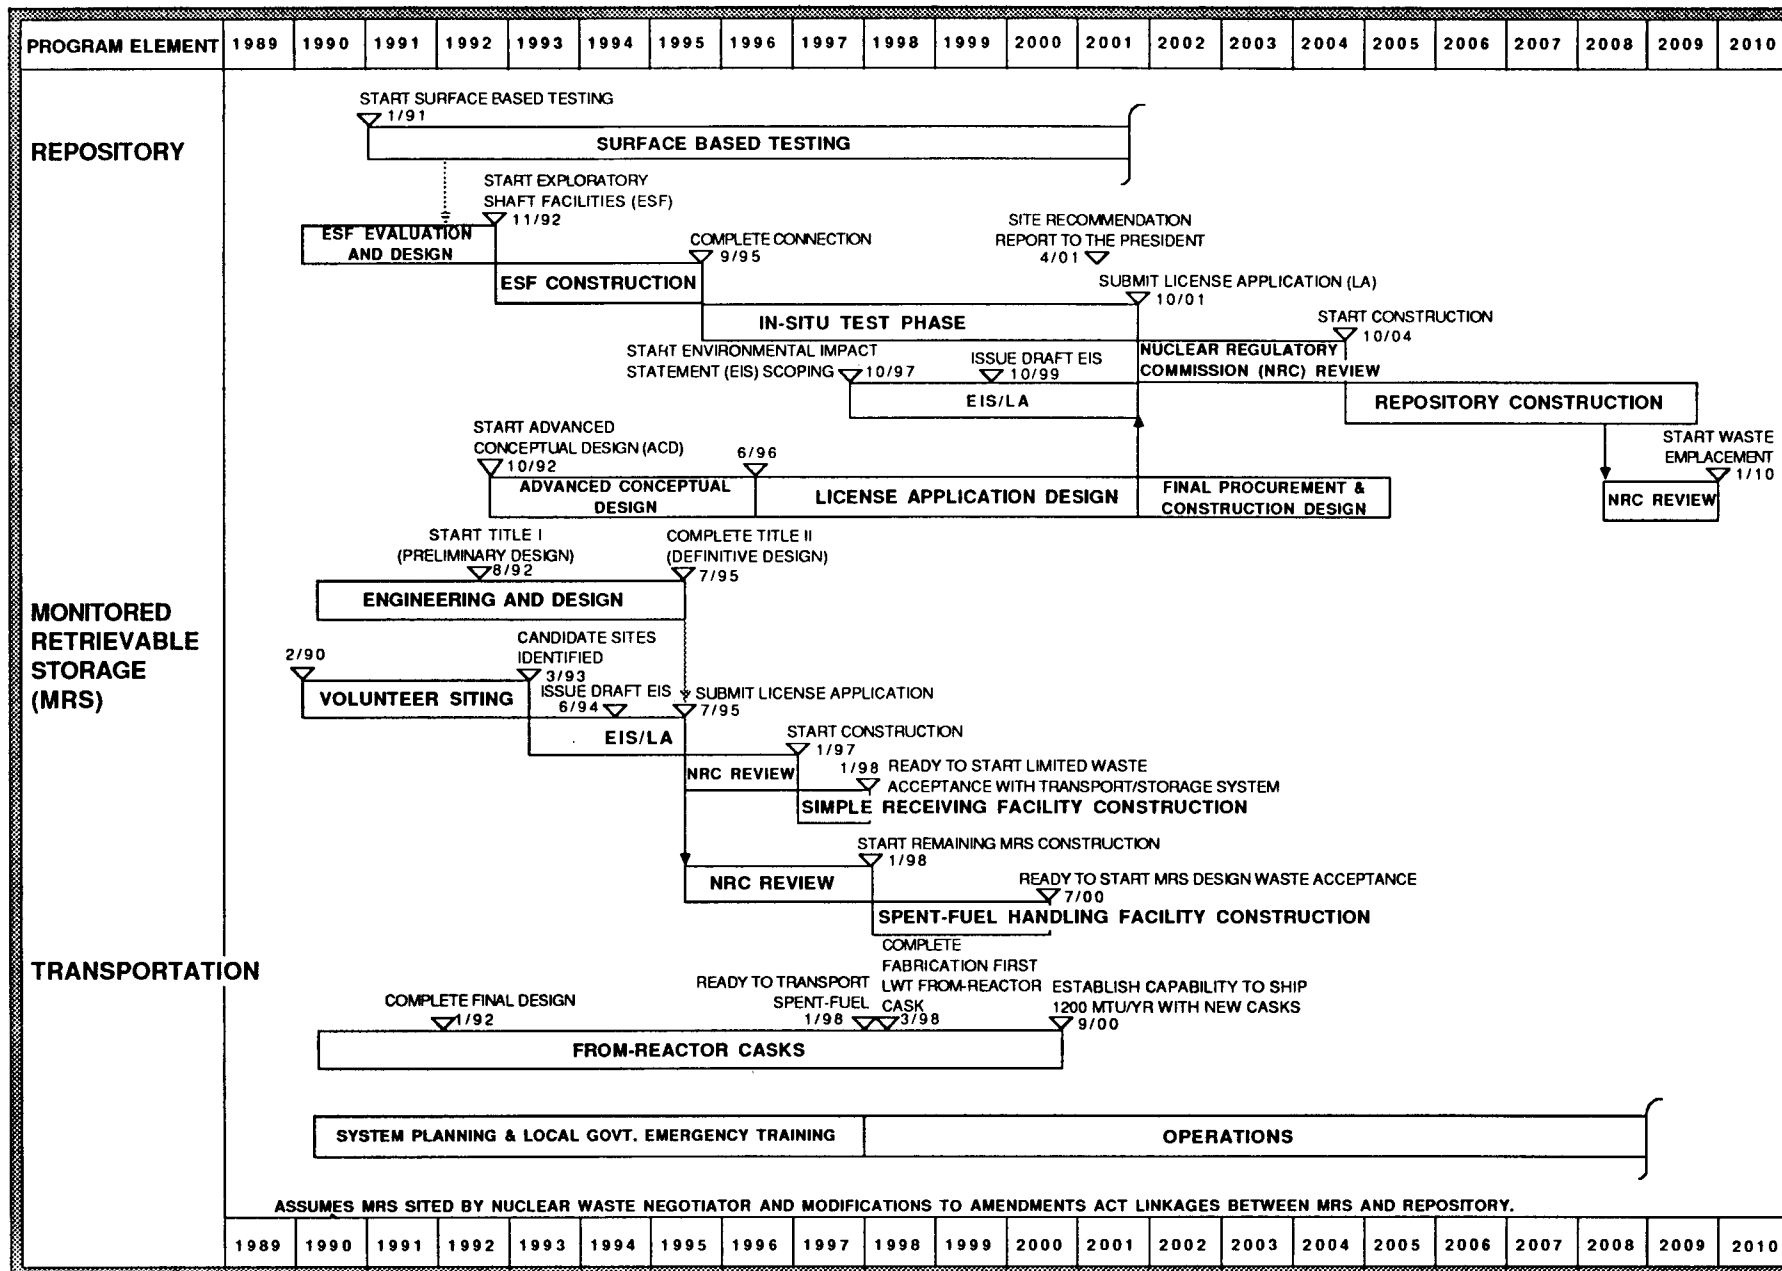 PROGRAM ELEMENT 1989 1990 1991 1992 1993 1994 1995 1996 1997 1998 1999 2000 2001 2002 2003 2004 2005 2006 2007 2008 2009 2010
REPOSITORY
START SURFACE BASED TESTING
1/91
SURFACE BASED TESTING
START EXPLORATORY
SHAFT FACILITIES (ESF)
11/92
ESF EVALUATION
AND DESIGN
COMPLETE CONNECTION
9/95
ESF CONSTRUCTION
SITE RECOMMENDATION
REPORT TO THE PRESIDENT
4/01
SUBMIT LICENSE APPLICATION (LA)
10/01
IN-SITU TEST PHASE
START CONSTRUCTION
10/04
START ENVIRONMENTAL IMPACT
STATEMENT (EIS) SCOPING
10/97
ISSUE DRAFT EIS
10/99
NUCLEAR REGULATORY
COMMISSION (NRC) REVIEW
EIS/LA
REPOSITORY CONSTRUCTION
START ADVANCED
CONCEPTUAL DESIGN (ACD)
10/92
6/96
START WASTE
EMPLACEMENT
1/10
ADVANCED CONCEPTUAL
DESIGN
LICENSE APPLICATION DESIGN
FINAL PROCUREMENT &
CONSTRUCTION DESIGN
NRC REVIEW
MONITORED
RETRIEVABLE
STORAGE
(MRS)
START TITLE I
(PRELIMINARY DESIGN)
8/92
COMPLETE TITLE II
(DEFINITIVE DESIGN)
7/95
ENGINEERING AND DESIGN
2/90
CANDIDATE SITES
IDENTIFIED
3/93
VOLUNTEER SITING
ISSUE DRAFT EIS
6/94
SUBMIT LICENSE APPLICATION
7/95
EIS/LA
START CONSTRUCTION
1/97
NRC REVIEW
1/98
READY TO START LIMITED WASTE
ACCEPTANCE WITH TRANSPORT/STORAGE SYSTEM
SIMPLE RECEIVING FACILITY CONSTRUCTION
START REMAINING MRS CONSTRUCTION
1/98
NRC REVIEW
READY TO START MRS DESIGN WASTE ACCEPTANCE
7/00
SPENT-FUEL HANDLING FACILITY CONSTRUCTION
TRANSPORTATION
COMPLETE FINAL DESIGN
1/92
READY TO TRANSPORT
SPENT-FUEL
1/98
COMPLETE
FABRICATION FIRST
LWT FROM-REACTOR
CASK
3/98
ESTABLISH CAPABILITY TO SHIP
1200 MTU/YR WITH NEW CASKS
9/00
FROM-REACTOR CASKS
SYSTEM PLANNING & LOCAL GOVT. EMERGENCY TRAINING
OPERATIONS
ASSUMES MRS SITED BY NUCLEAR WASTE NEGOTIATOR AND MODIFICATIONS TO AMENDMENTS ACT LINKAGES BETWEEN MRS AND REPOSITORY.
1989 1990 1991 1992 1993 1994 1995 1996 1997 1998 1999 2000 2001 2002 2003 2004 2005 2006 2007 2008 2009 2010